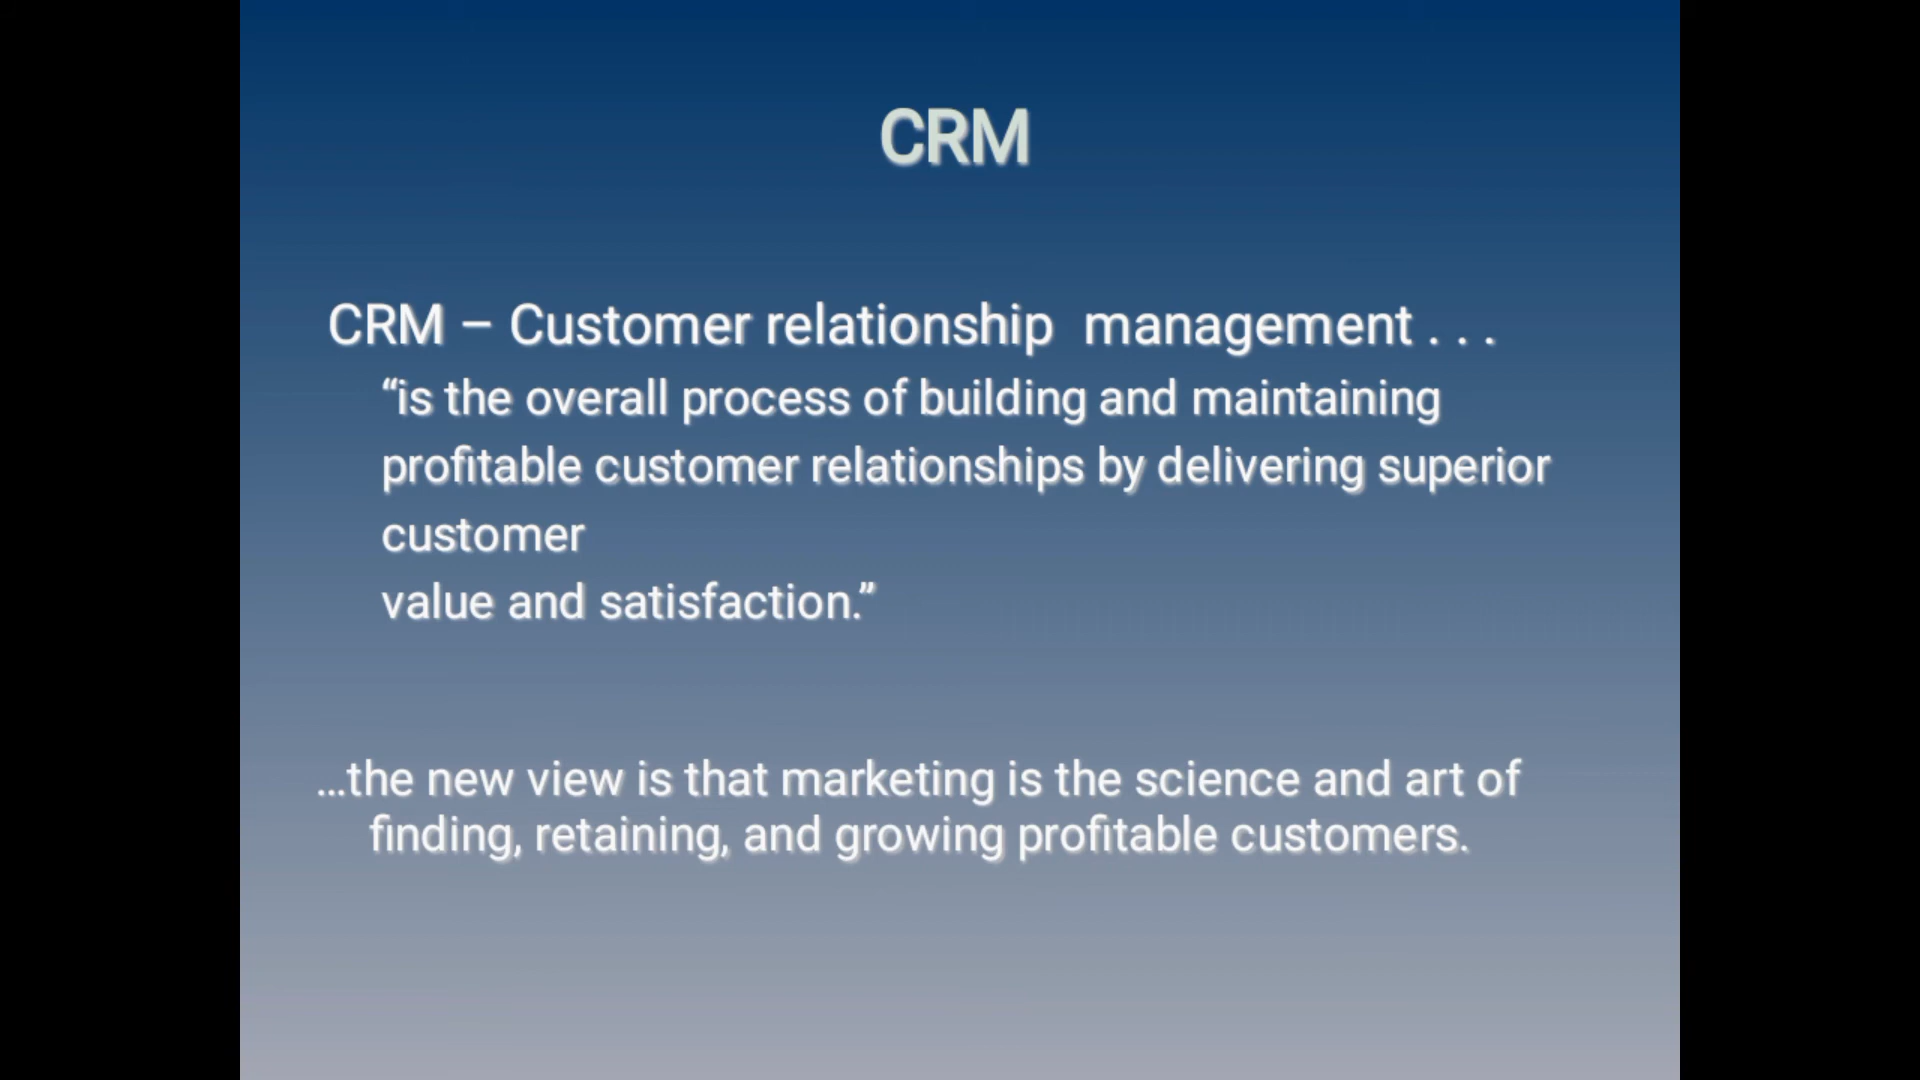 CRM
CRM – Customer relationship  management . . .
“is the overall process of building and maintaining
profitable customer relationships by delivering superior
customer
value and satisfaction.”
...the new view is that marketing is the science and art of
finding, retaining, and growing profitable customers.